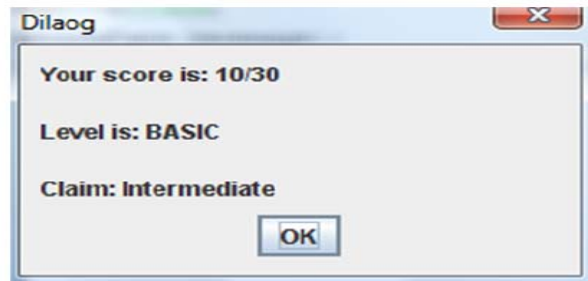 Dilaog
Your score is: 10/30
Level is: BASIC
Claim: Intermediate
OK